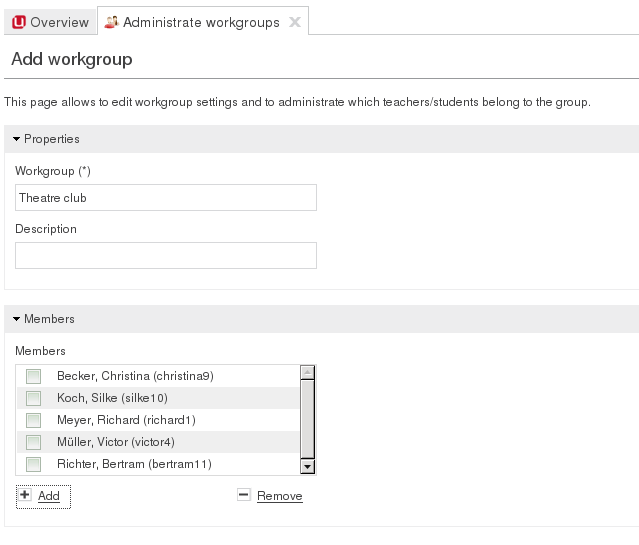 Overview
Administrate workgroups
Add workgroup
This page allows to edit workgroup settings and to administrate which teachers/students belong to the group.
Properties
Workgroup (*)
Theatre club
Description
Members
Members
Becker, Christina (christina9)
Koch, Silke (silke10)
Meyer, Richard (richard1)
Müller, Victor (victor4)
Richter, Bertram (bertram11)
Add
Remove